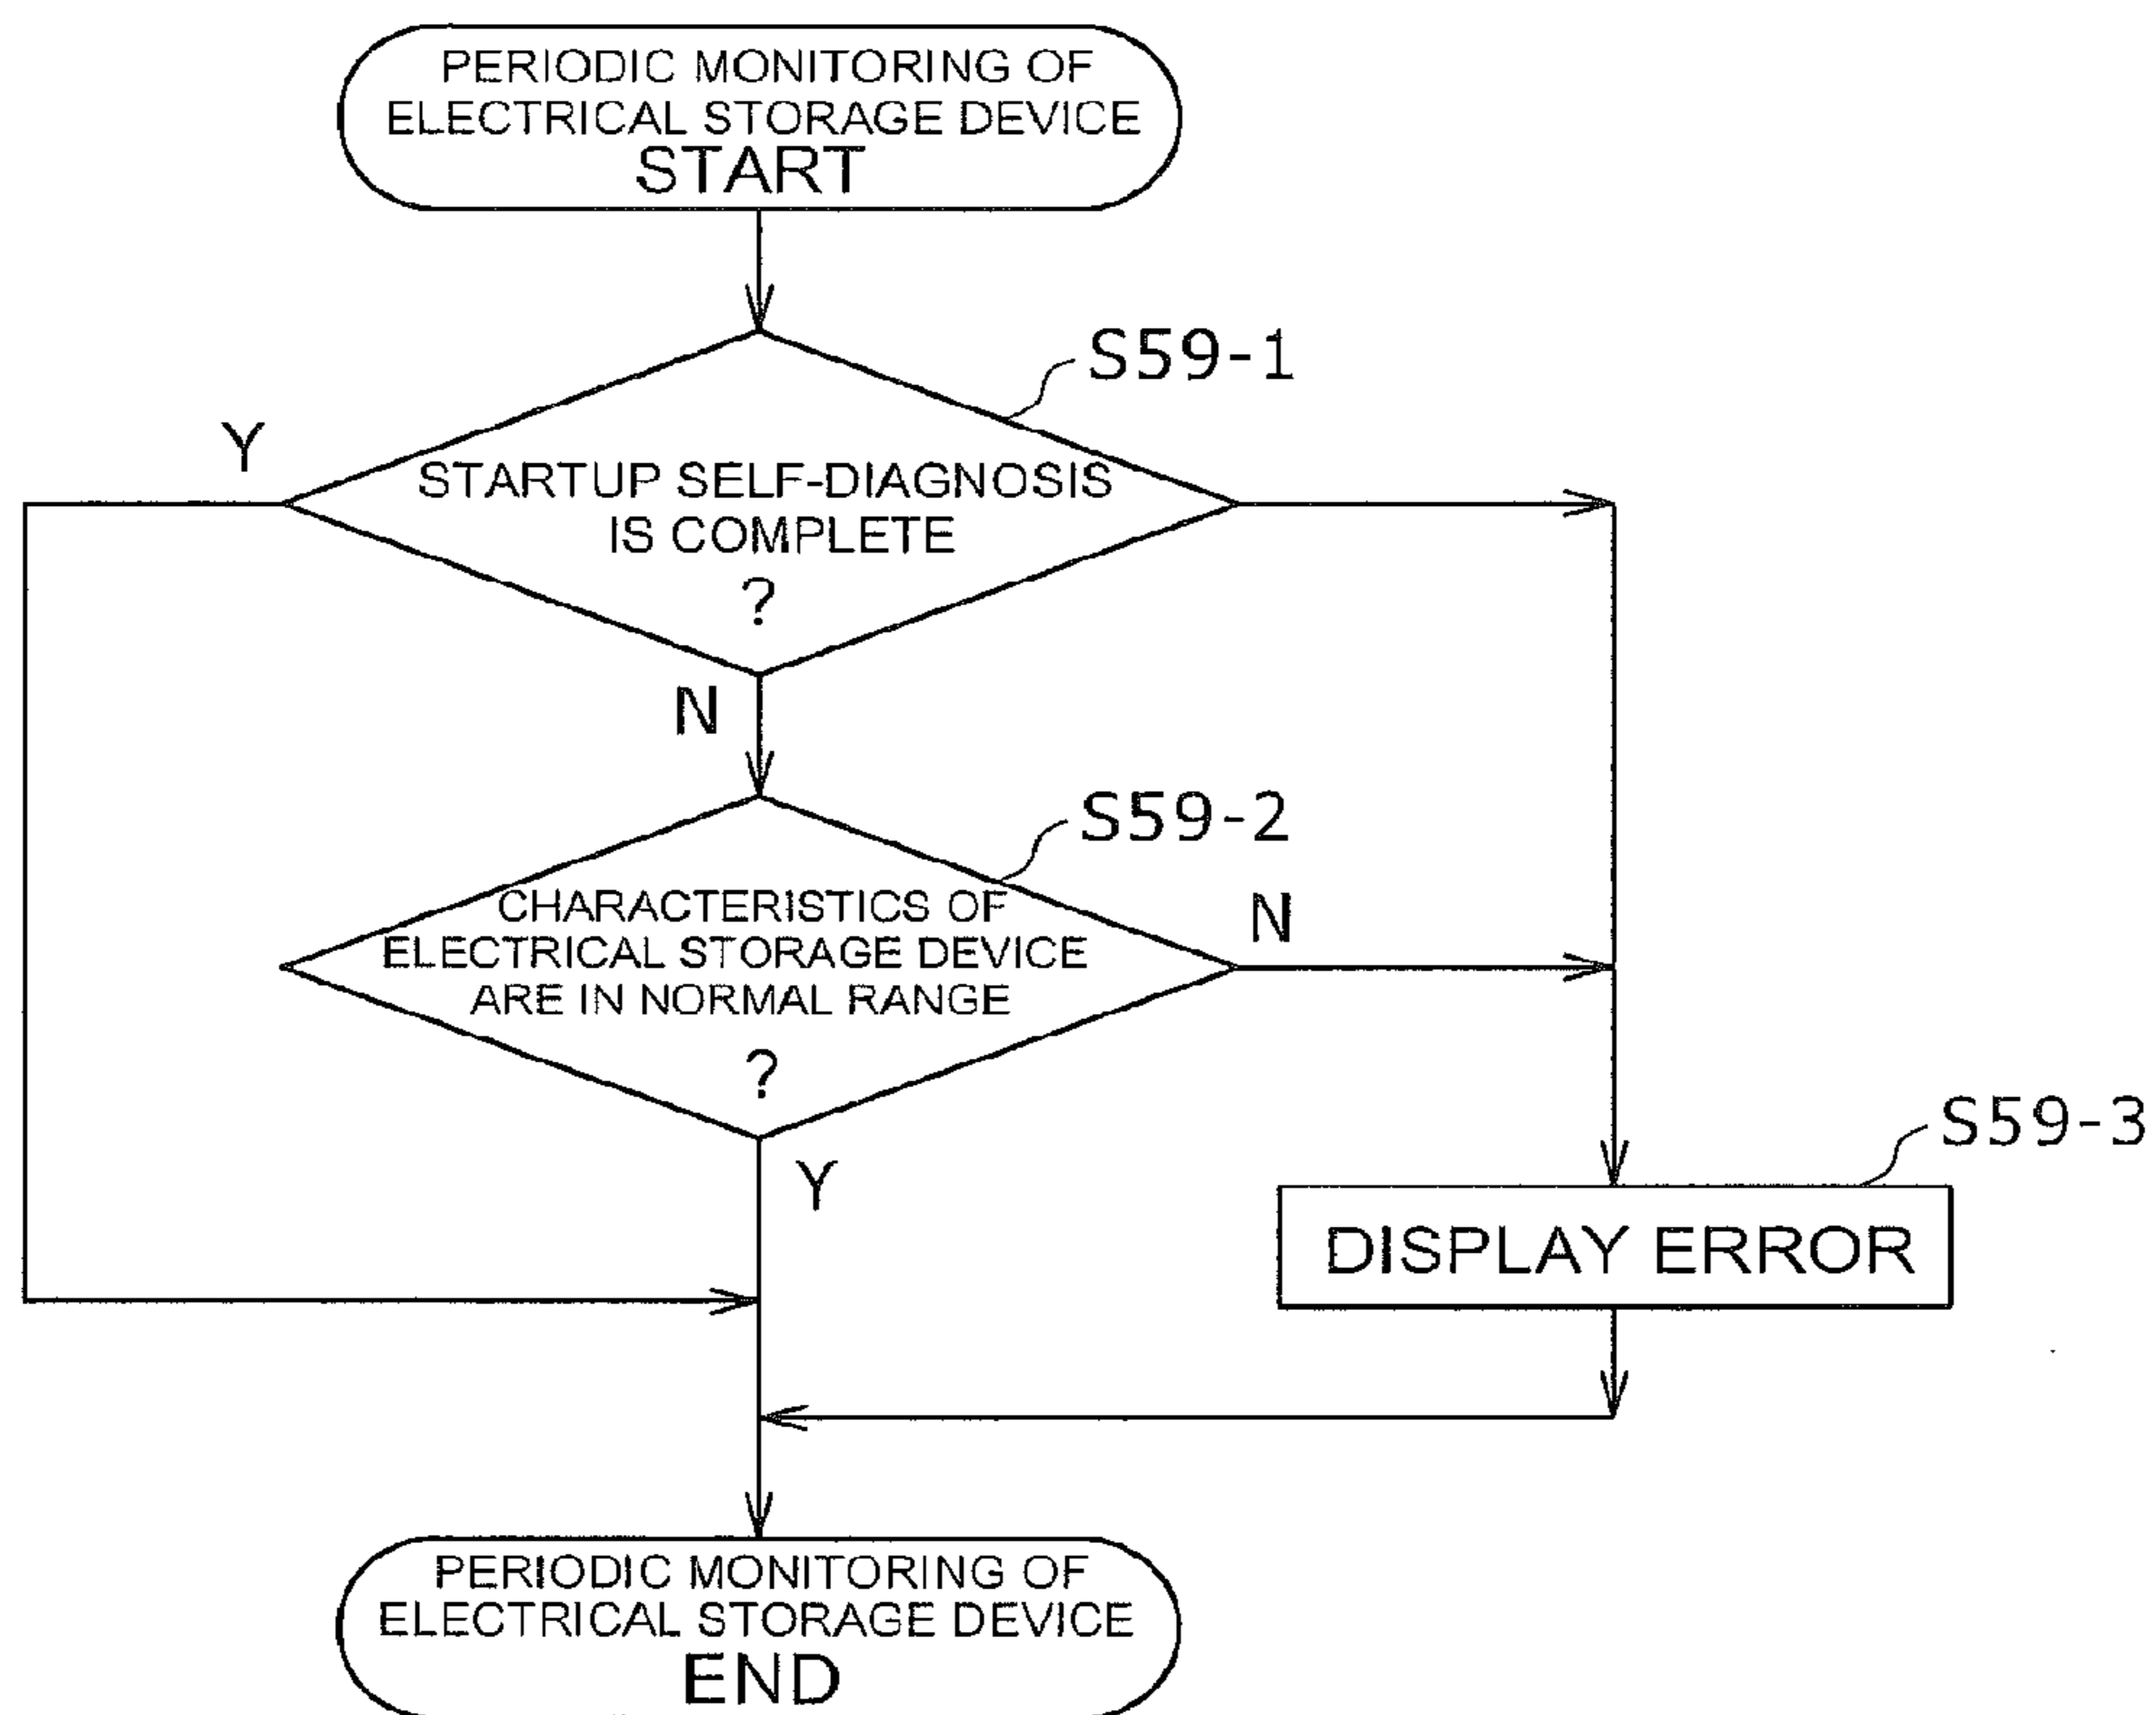 PERIODIC MONITORING OF
ELECTRICAL STORAGE DEVICE
START
S59-1
Y
STARTUP SELF-DIAGNOSIS
IS COMPLETE
?
N
S59-2
CHARACTERISTICS OF
ELECTRICAL STORAGE DEVICE
ARE IN NORMAL RANGE
?
N
Y
S59-3
DISPLAY ERROR
PERIODIC MONITORING OF
ELECTRICAL STORAGE DEVICE
END